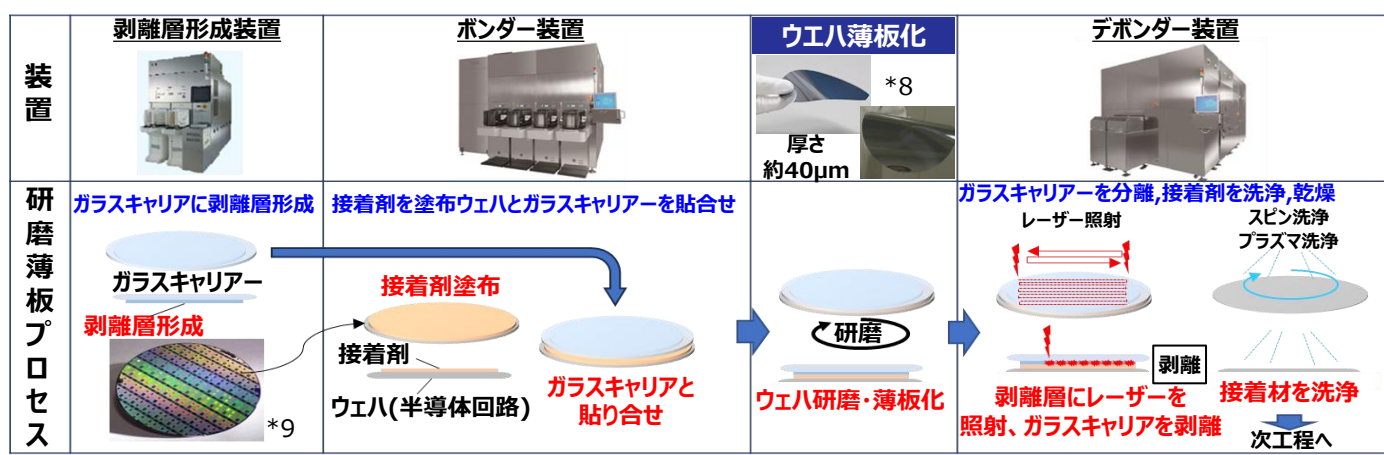 装置
剥離層形成装置
ボンダー装置
ウエハ薄板化
*8
厚さ
約40μm
デボンダー装置
研磨薄板プロセス
ガラスキャリアに剥離層形成
ガラスキャリアー
剥離層形成
*9
接着剤を塗布ウェハとガラスキャリアーを貼合せ
接着剤塗布
接着剤
ウェハ(半導体回路)
ガラスキャリアと
貼り合せ
研磨
ウェハ研磨・薄板化
ガラスキャリアーを分離,接着剤を洗浄,乾燥
レーザー照射
剥離
剥離層にレーザーを
照射、ガラスキャリアを剥離
スピン洗浄
プラズマ洗浄
接着材を洗浄
次工程へ